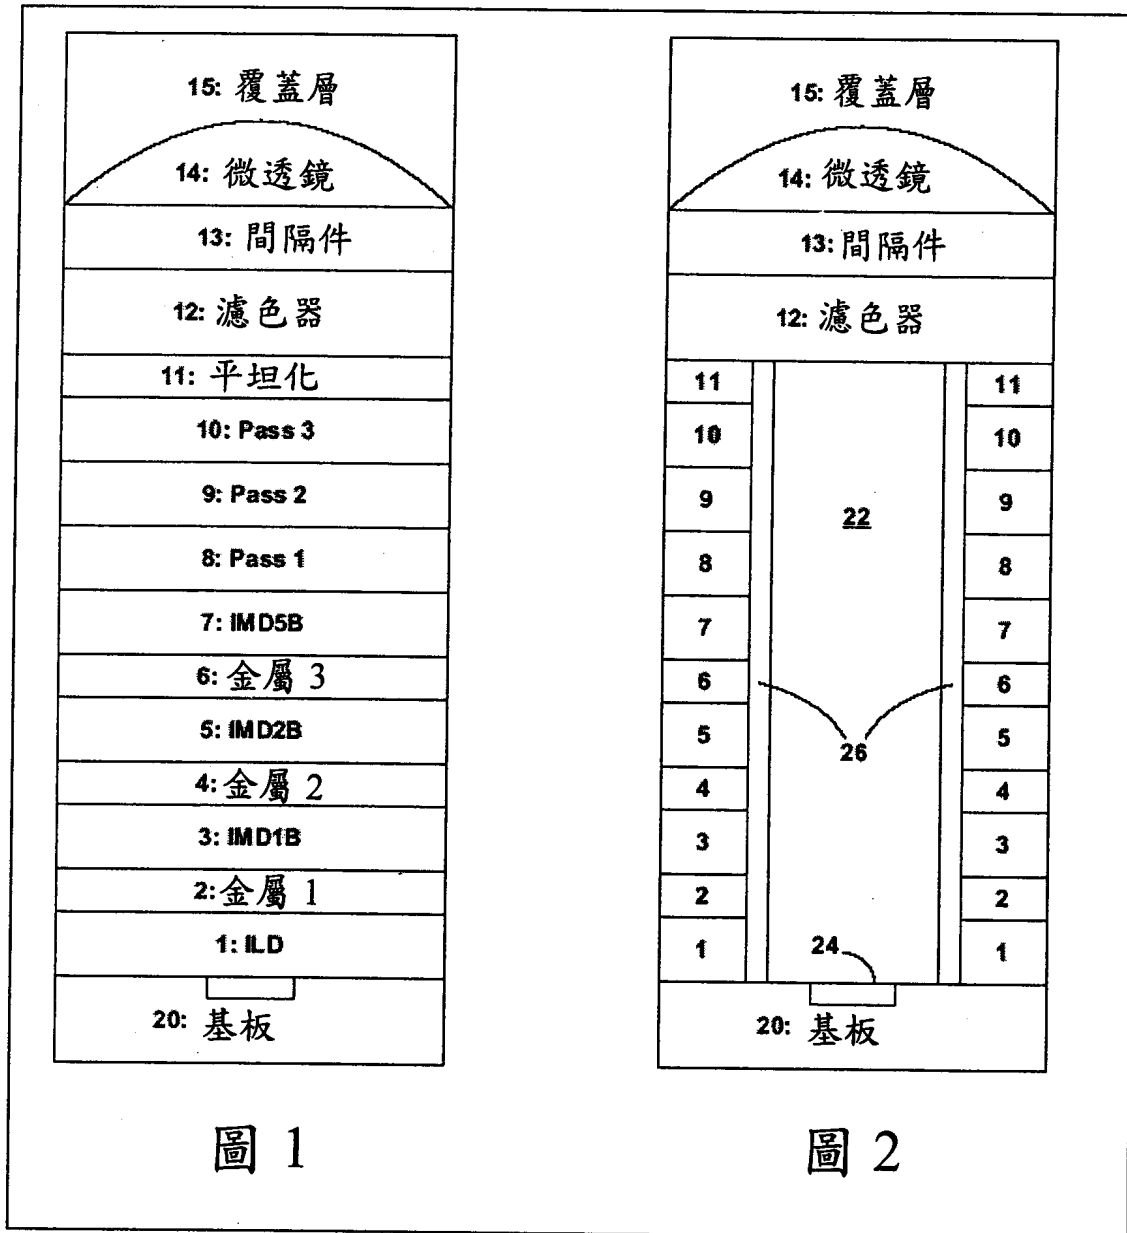 15: 覆蓋層
14: 微透鏡
13: 間隔件
12: 濾色器
11: 平坦化
10: Pass 3
9: Pass 2
8: Pass 1
7: IMD5B
6: 金屬 3
5: IMD2B
4: 金屬 2
3: IMD1B
2: 金屬 1
1: ILD
20: 基板
圖 1
15: 覆蓋層
14: 微透鏡
13: 間隔件
12: 濾色器
11 11
10 10
9 22 9
8 8
7 7
6 6
5 26 5
4 4
3 3
2 2
1 24 1
20: 基板
圖 2